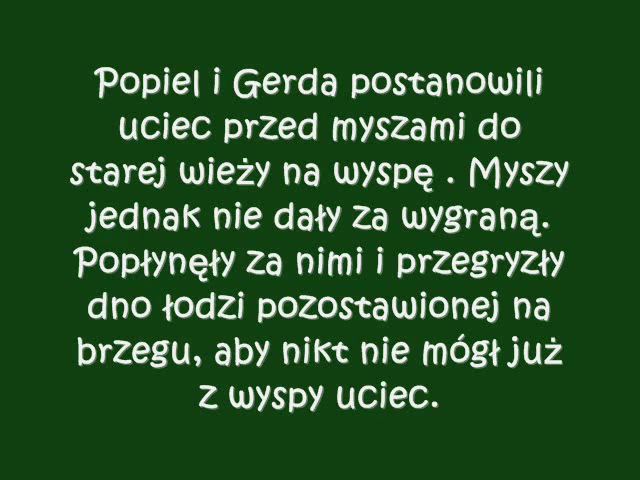 Popiel i Gerda postanowili
uciec przed myszami do
starej wieży na wyspę . Myszy
jednak nie dały za wygraną.
Popłynęły za nimi i przegryzły
dno łodzi pozostawionej na
brzegu, aby nikt nie mógł już
z wyspy uciec.